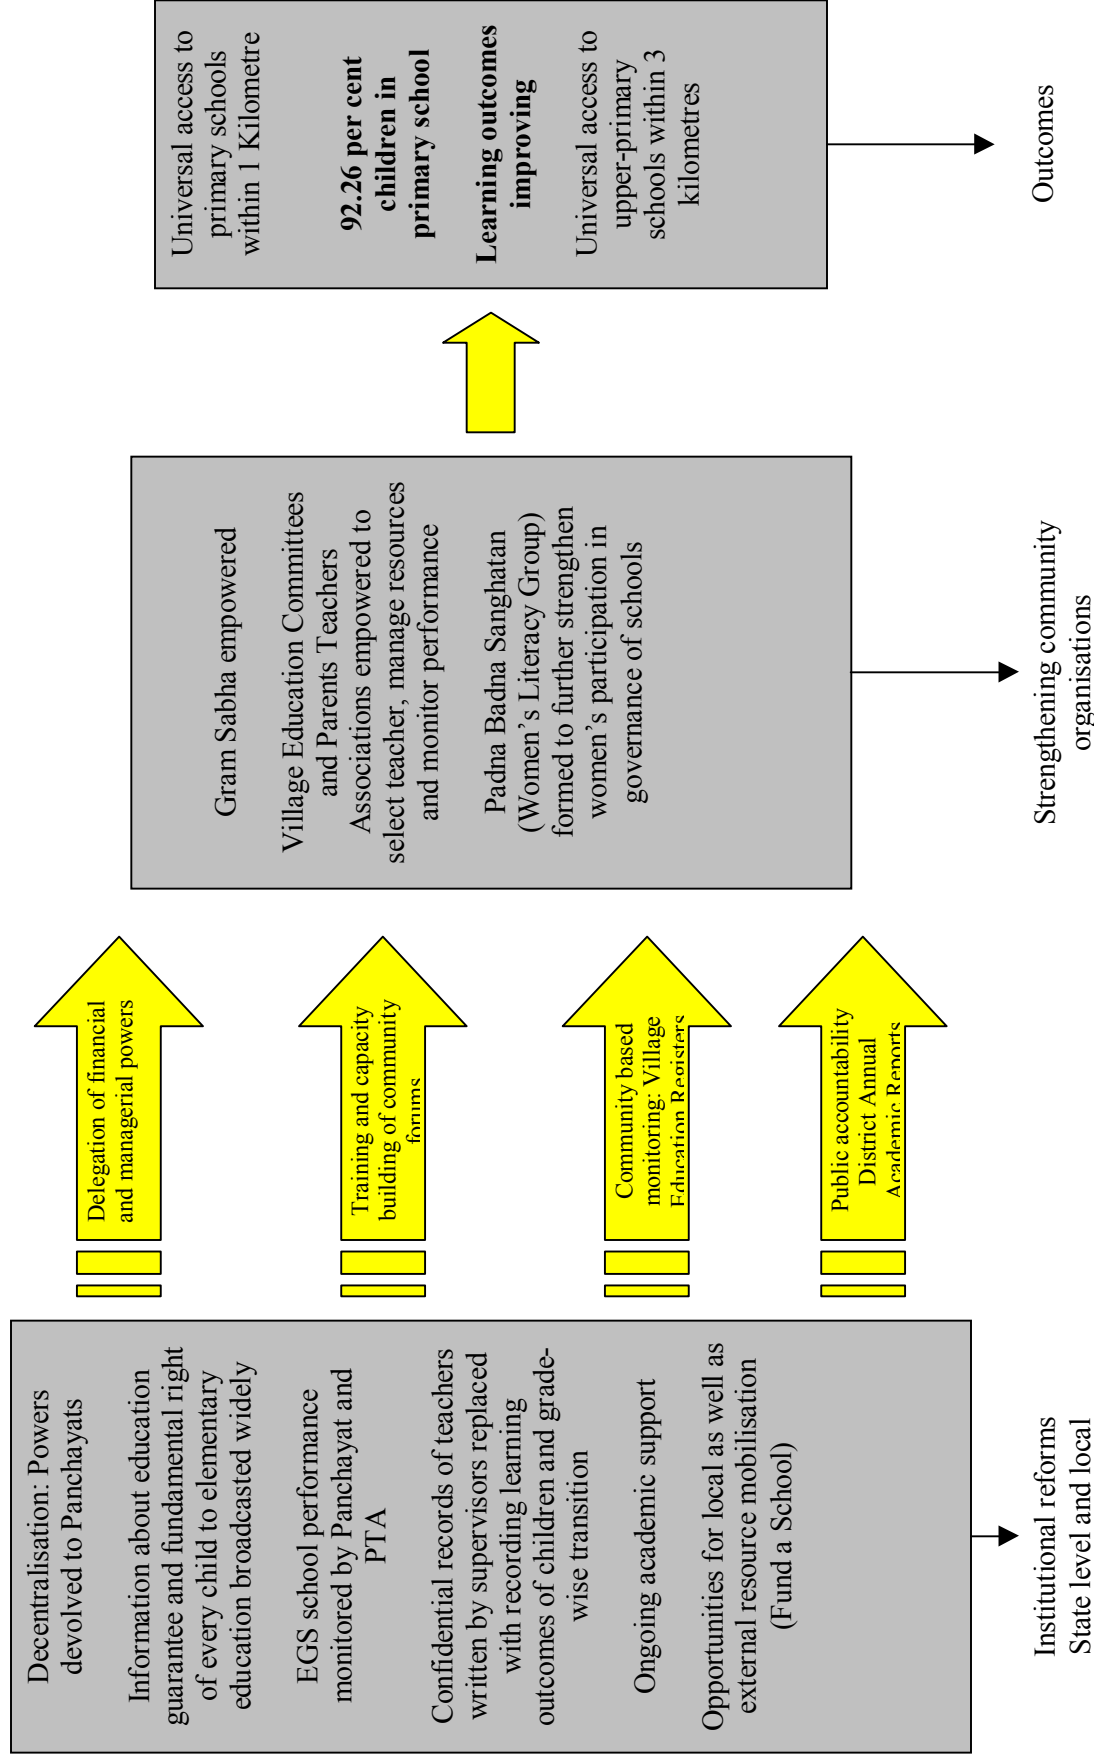 Decentralisation: Powers
devolved to Panchayats
Information about education
guarantee and fundamental right
of every child to elementary
education broadcasted widely
EGS school performance
monitored by Panchayat and
PTA
Confidential records of teachers
written by supervisors replaced
with recording learning
outcomes of children and grade-
wise transition
Ongoing academic support
Opportunities for local as well as
external resource mobilisation
(Fund a School)
Institutional reforms
State level and local
Delegation of financial
and managerial powers
Training and capacity
building of community
forums
Community based
monitoring: Village
Education Registers
Public accountability
District Annual
Academic Reports
Gram Sabha empowered
Village Education Committees
and Parents Teachers
Associations empowered to
select teacher, manage resources
and monitor performance
Padna Badna Sanghatan
(Women's Literacy Group)
formed to further strengthen
women's participation in
governance of schools
Strengthening community
organisations
Universal access to
primary schools
within 1 Kilometre
92.26 per cent
children in
primary school
Learning outcomes
improving
Universal access to
upper-primary
schools within 3
kilometres
Outcomes